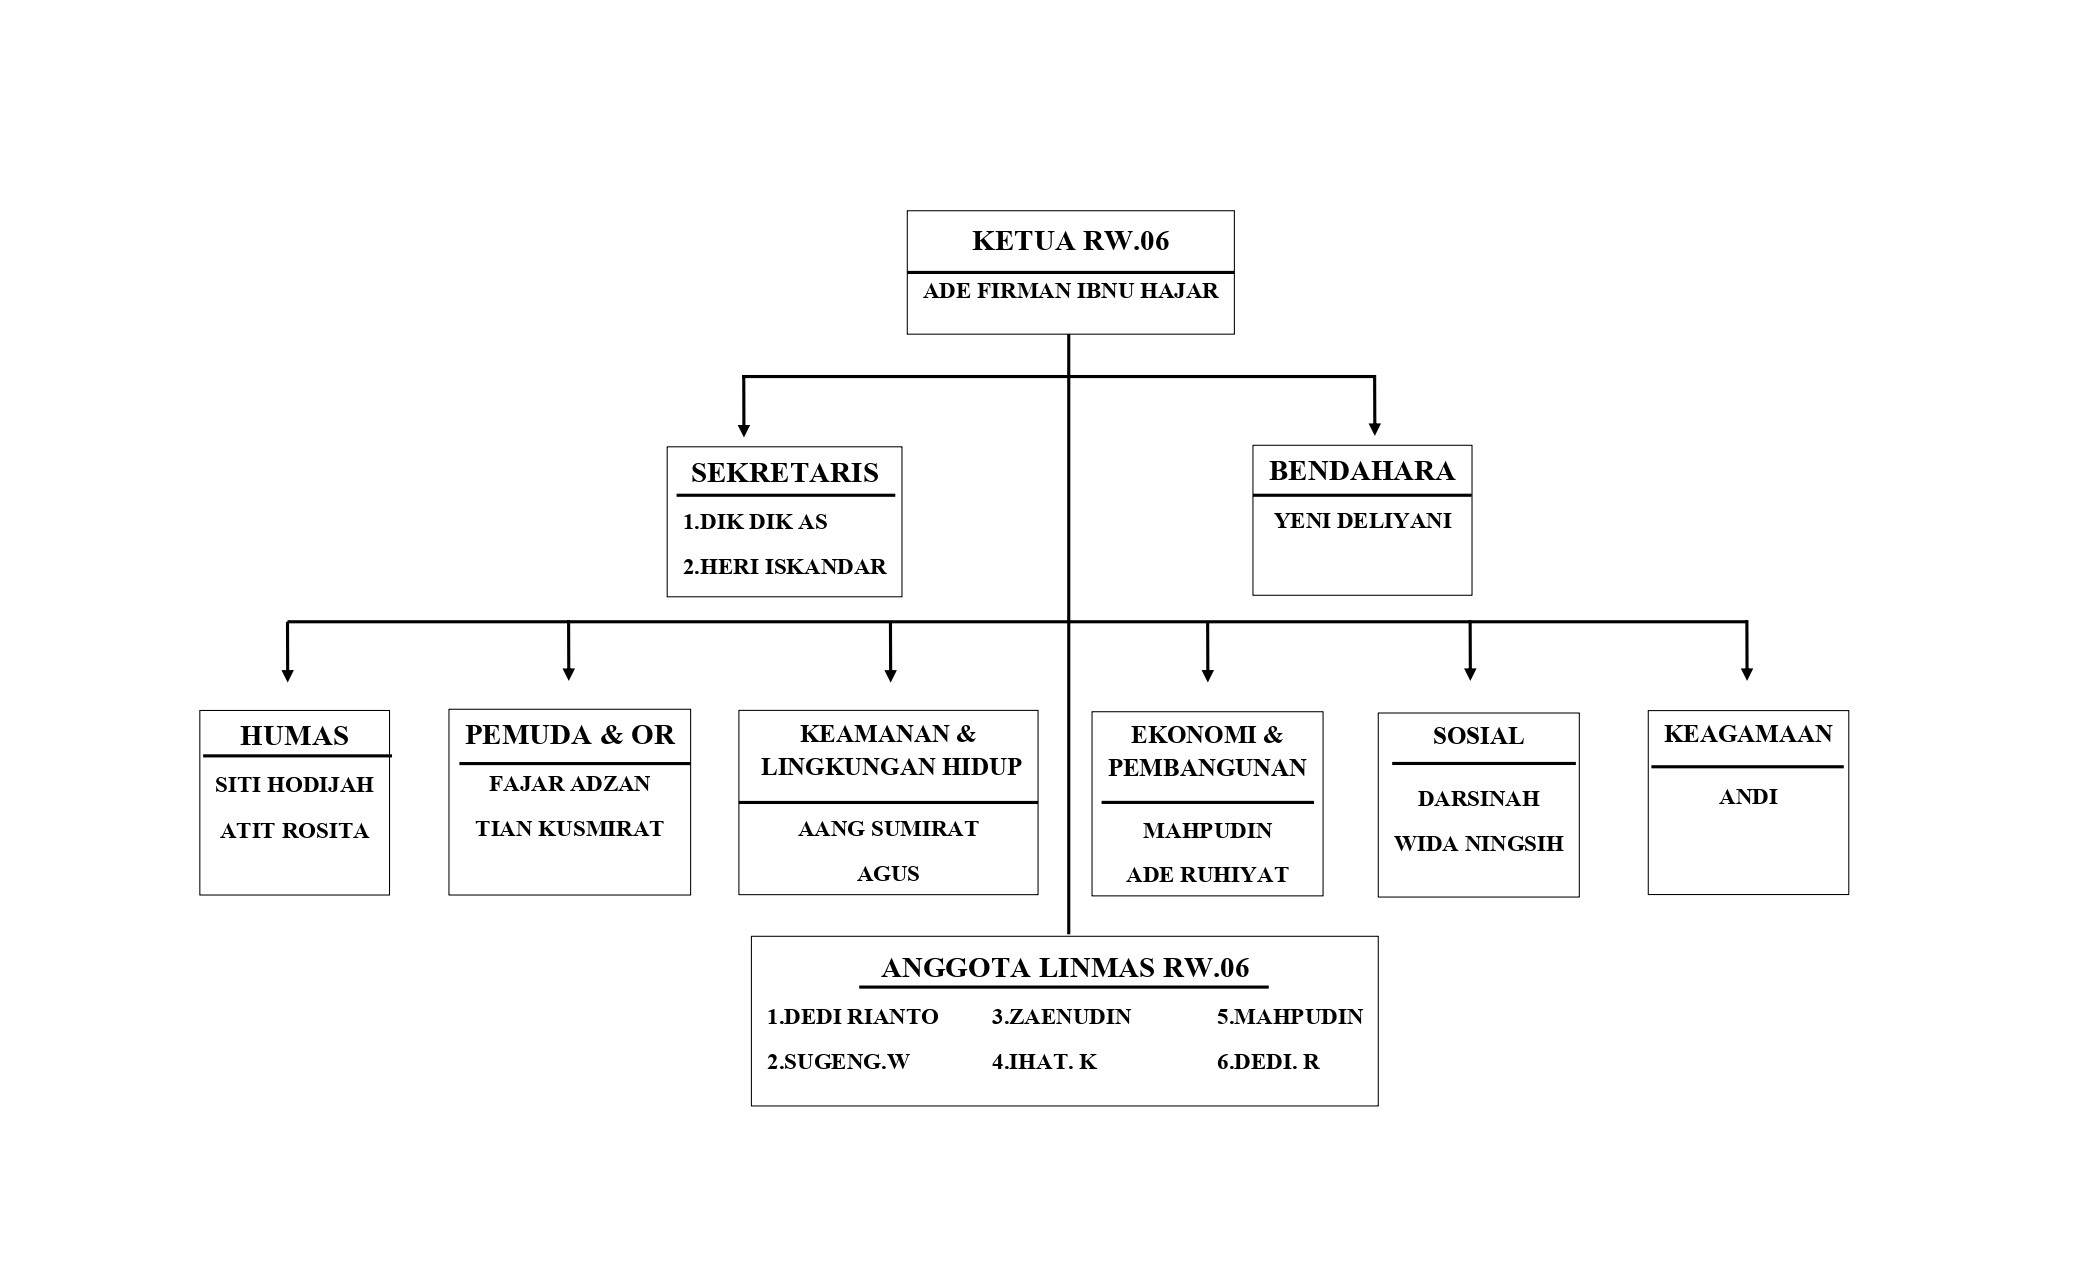 KETUA RW.06
ADE FIRMAN IBNU HAJAR
SEKRETARIS
1.DIK DIK AS
2.HERI ISKANDAR
BENDAHARA
YENI DELIYANI
HUMAS
SITI HODIJAH
ATIT ROSITA
PEMUDA & OR
FAJAR ADZAN
TIAN KUSMIRAT
KEAMANAN &
LINGKUNGAN HIDUP
AANG SUMIRAT
AGUS
EKONOMI &
PEMBANGUNAN
MAHPUDIN
ADE RUHIYAT
SOSIAL
DARSINAH
WIDA NINGSIH
KEAGAMAAN
ANDI
ANGGOTA LINMAS RW.06
1.DEDI RIANTO 3.ZAENUDIN 5.MAHPUDIN
2.SUGENG.W 4.IHAT. K 6.DEDI. R